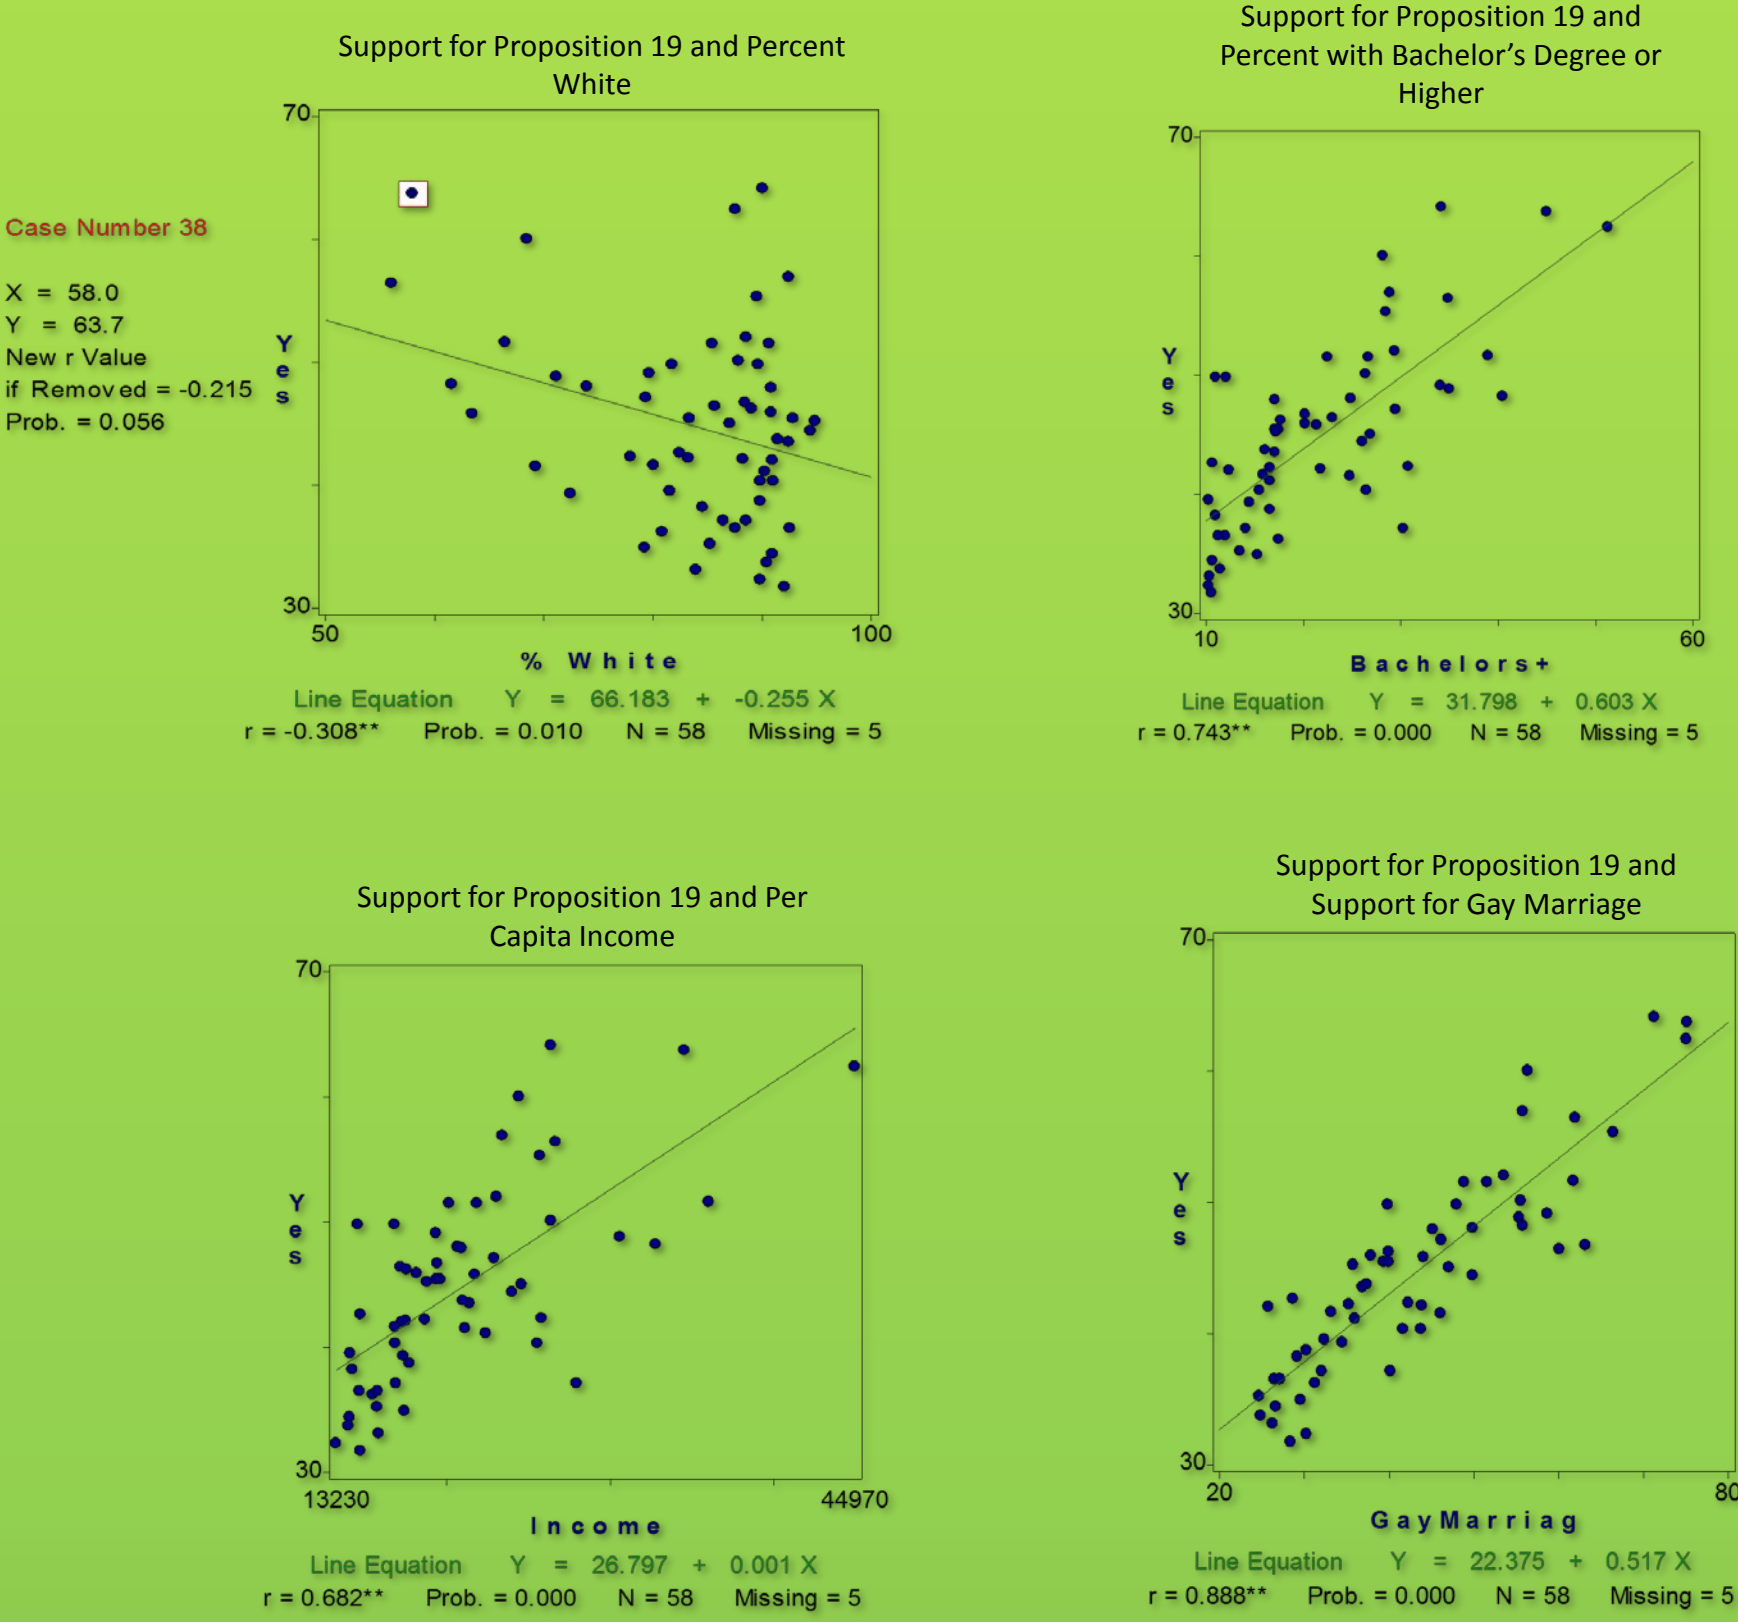 Support for Proposition 19 and Percent
White
70
30
50
100
Y
e
s
% White
Line Equation Y = 66.183 + -0.255 X
r = -0.308** Prob. = 0.010 N = 58 Missing = 5
Case Number 38
X = 58.0
Y = 63.7
New r Value
if Removed = -0.215
Prob. = 0.056
Support for Proposition 19 and
Percent with Bachelor’s Degree or
Higher
70
30
10
60
Y
e
s
Bachelors+
Line Equation Y = 31.798 + 0.603 X
r = 0.743** Prob. = 0.000 N = 58 Missing = 5
Support for Proposition 19 and Per
Capita Income
70
30
13230
44970
Y
e
s
Income
Line Equation Y = 26.797 + 0.001 X
r = 0.682** Prob. = 0.000 N = 58 Missing = 5
Support for Proposition 19 and
Support for Gay Marriage
70
30
20
80
Y
e
s
GayMarriag
Line Equation Y = 22.375 + 0.517 X
r = 0.888** Prob. = 0.000 N = 58 Missing = 5